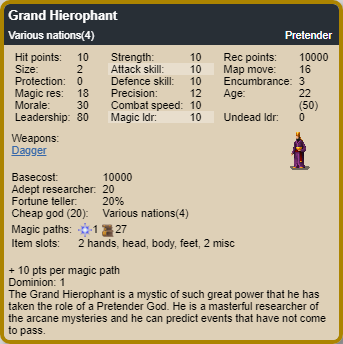 Grand Hierophant
Various nations(4) Pretender
Hit points: 10 Strength: 10 Rec points: 10000
Size: 2 Attack skill: 10 Map move: 16
Protection: 0 Defence skill: 10 Encumbrance: 3
Magic res: 18 Precision: 12 Age: 22
Morale: 30 Combat speed: 10 (50)
Leadership: 80 Magic ldr: 10 Undead ldr: 0
Weapons:
Dagger
Basecost: 10000
Adept researcher: 20
Fortune teller: 20%
Cheap god (20): Various nations(4)
Magic paths: 1 27
Item slots: 2 hands, head, body, feet, 2 misc
+ 10 pts per magic path
Dominion: 1
The Grand Hierophant is a mystic of such great power that he has
taken the role of a Pretender God. He is a masterful researcher of
the arcane mysteries and he can predict events that have not come
to pass.